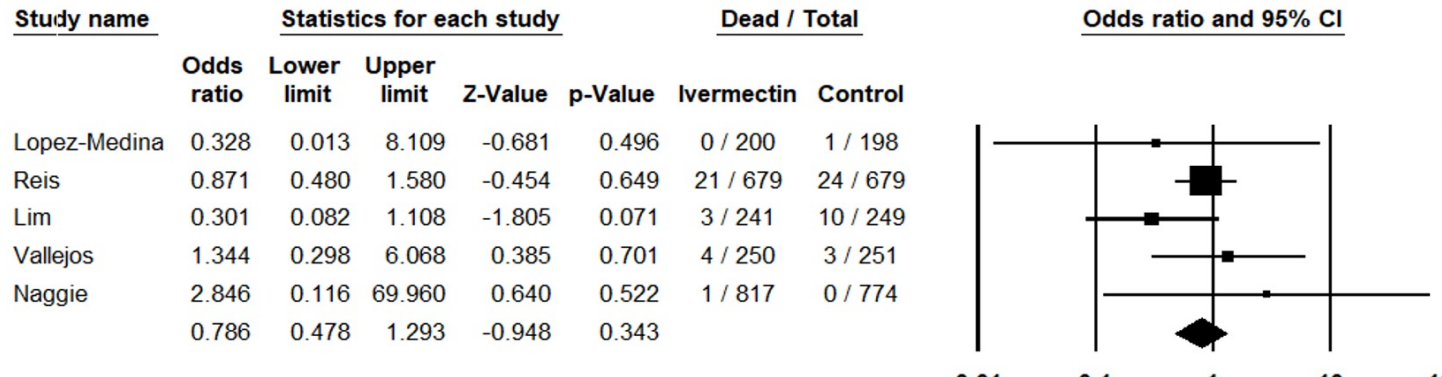 Study name Statistics for each study Dead / Total Odds ratio and 95% CI
Odds Lower Upper
ratio limit limit Z-Value p-Value Ivermectin Control
Lopez-Medina 0.328 0.013 8.109 -0.681 0.496 0 / 200 1 / 198
Reis 0.871 0.480 1.580 -0.454 0.649 21 / 679 24 / 679
Lim 0.301 0.082 1.108 -1.805 0.071 3 / 241 10 / 249
Vallejos 1.344 0.298 6.068 0.385 0.701 4 / 250 3 / 251
Naggie 2.846 0.116 69.960 0.640 0.522 1 / 817 0 / 774
0.786 0.478 1.293 -0.948 0.343